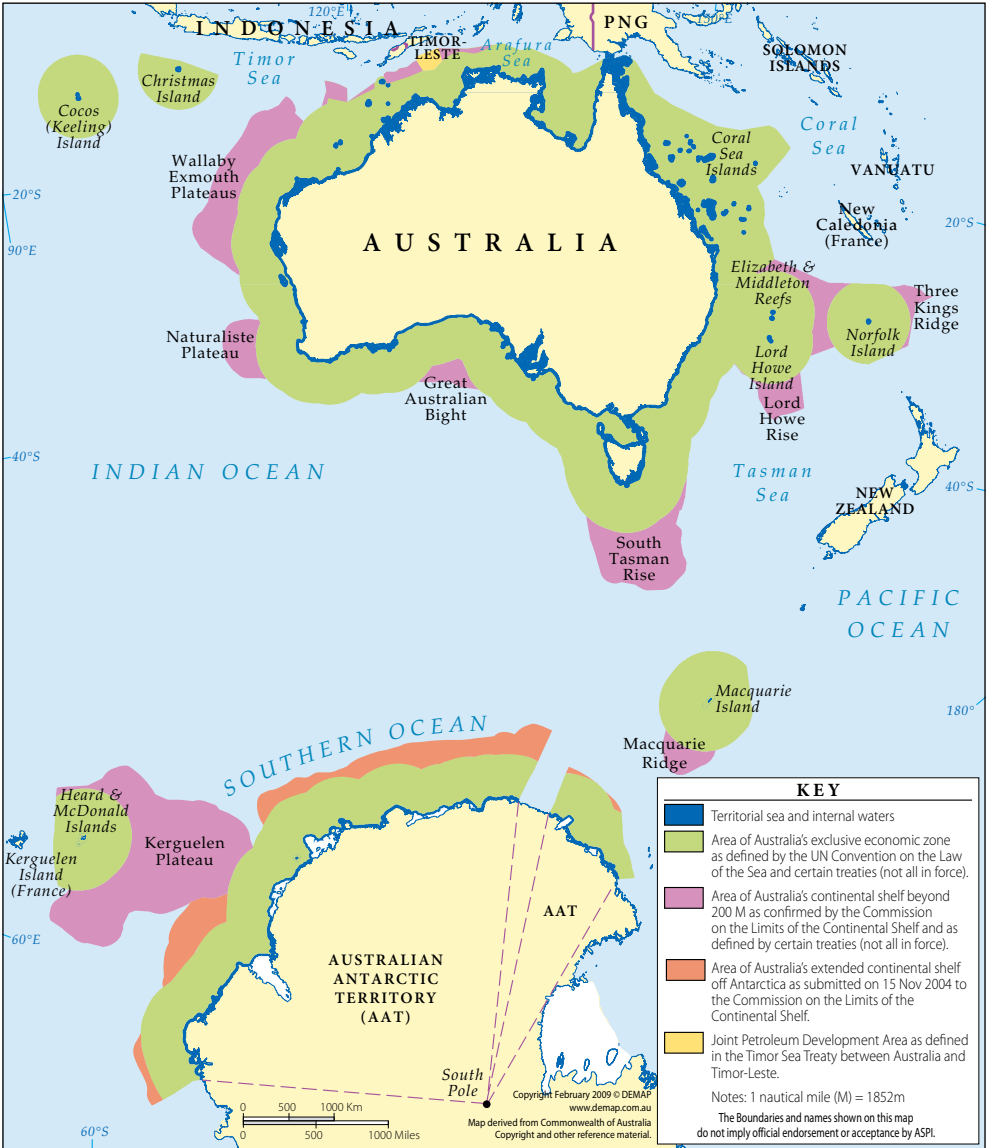 120°E
150°E
INDONESIA
PNG
TIMOR-
LESTE
Arafura
Sea
Timor
Sea
SOLOMON
ISLANDS
Christmas
Island
Cocos
(Keeling)
Island
Coral
Sea
Islands
Coral
Sea
Wallaby
Exmouth
Plateaus
VANUATU
20°S
New
Caledonia
(France)
20°S
90°E
AUSTRALIA
Elizabeth &
Middleton
Reefs
Three
Kings
Ridge
Naturaliste
Plateau
Norfolk
Island
Lord
Howe
Island
Great
Australian
Bight
Lord
Howe
Rise
40°S
INDIAN OCEAN
Tasman
Sea
40°S
NEW
ZEALAND
South
Tasman
Rise
PACIFIC
OCEAN
Macquarie
Island
180°
SOUTHERN OCEAN
Macquarie
Ridge
Heard &
McDonald
Islands
Kerguelen
Plateau
Kerguelen
Island
(France)
60°E
AAT
AUSTRALIAN
ANTARCTIC
TERRITORY
(AAT)
South
Pole
60°S
0 500 1000 Km
0 500 1000 Miles
Copyright February 2009 © DEMAP
www.demap.com.au
Map derived from Commonwealth of Australia
Copyright and other reference material.
KEY
Territorial sea and internal waters
Area of Australia's exclusive economic zone
as defined by the UN Convention on the Law
of the Sea and certain treaties (not all in force).
Area of Australia's continental shelf beyond
200 M as confirmed by the Commission
on the Limits of the Continental Shelf and as
defined by certain treaties (not all in force).
Area of Australia's extended continental shelf
off Antarctica as submitted on 15 Nov 2004 to
the Commission on the Limits of the
Continental Shelf.
Joint Petroleum Development Area as defined
in the Timor Sea Treaty between Australia and
Timor-Leste.
Notes: 1 nautical mile (M) = 1852m
The Boundaries and names shown on this map
do not imply official endorsement or acceptance by ASPI.